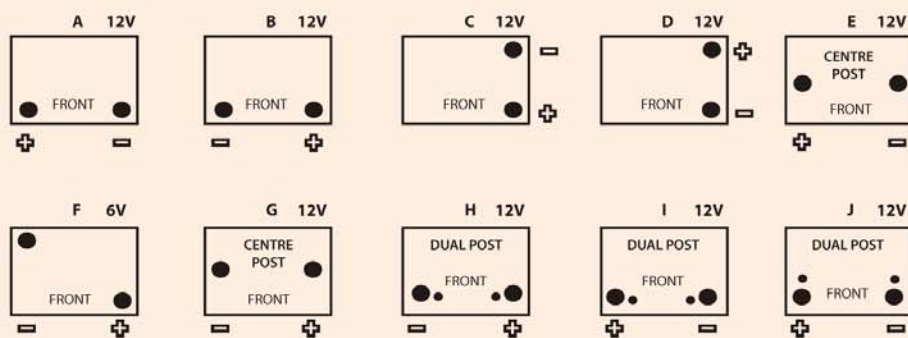 A 12V
B 12V
C 12V
D 12V
E 12V
FRONT
+ -
FRONT
- +
-
FRONT
+
+
FRONT
-
CENTRE
POST
FRONT
+ -
F 6V
G 12V
H 12V
I 12V
J 12V
FRONT
- +
CENTRE
POST
FRONT
DUAL POST
FRONT
- +
DUAL POST
FRONT
+ -
DUAL POST
FRONT
+ -